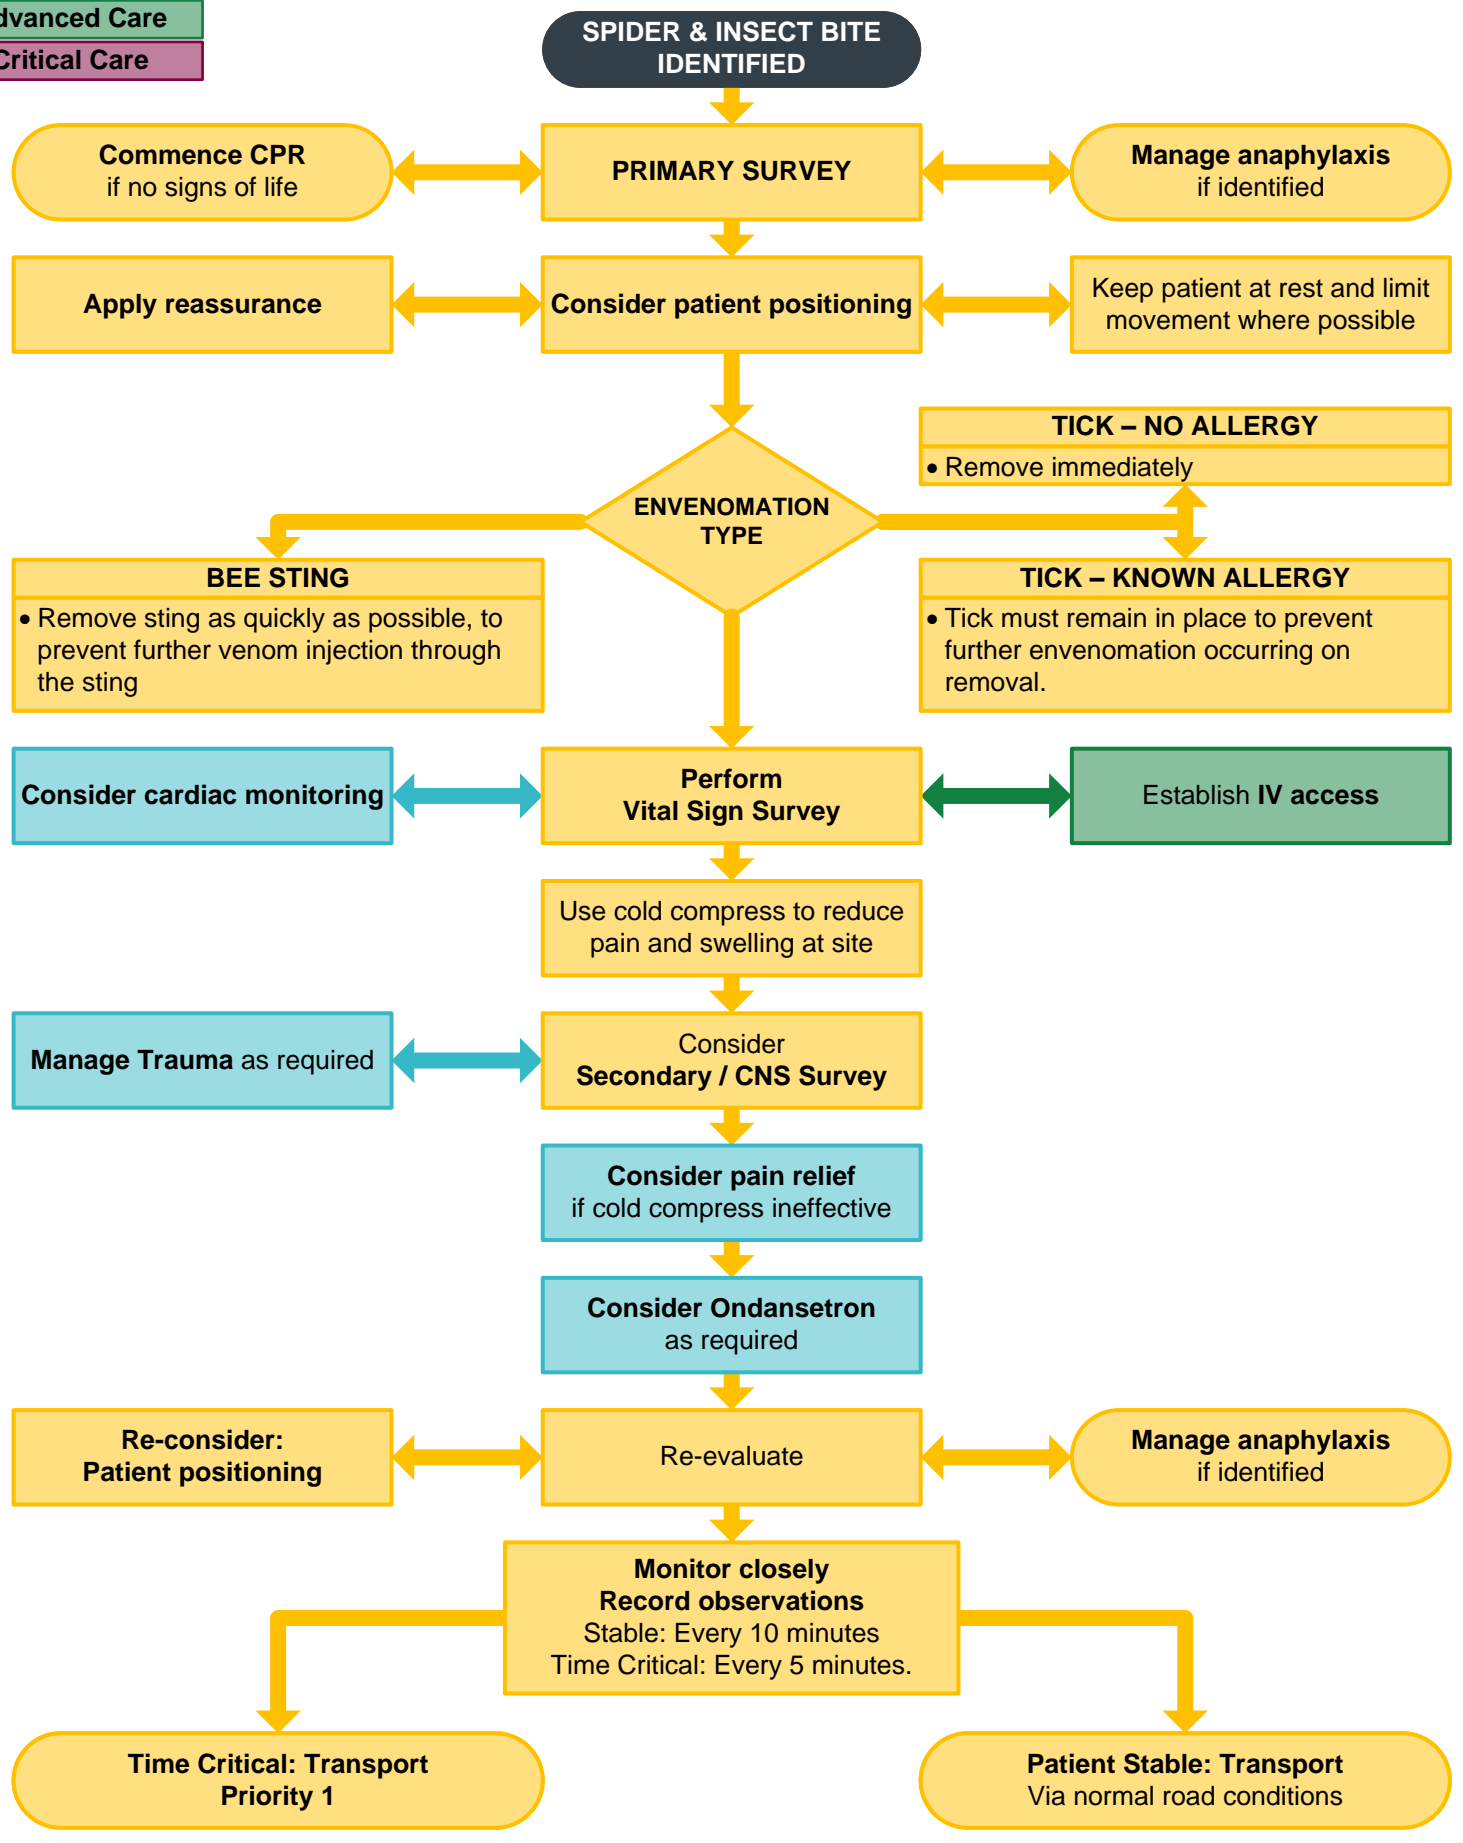 dvanced Care
Critical Care
SPIDER & INSECT BITE
IDENTIFIED
Commence CPR
if no signs of life
PRIMARY SURVEY
Manage anaphylaxis
if identified
Apply reassurance
Consider patient positioning
Keep patient at rest and limit
movement where possible
TICK – NO ALLERGY
• Remove immediately
ENVENOMATION
TYPE
BEE STING
• Remove sting as quickly as possible, to
prevent further venom injection through
the sting
TICK – KNOWN ALLERGY
• Tick must remain in place to prevent
further envenomation occurring on
removal.
Consider cardiac monitoring
Perform
Vital Sign Survey
Establish IV access
Use cold compress to reduce
pain and swelling at site
Manage Trauma as required
Consider
Secondary / CNS Survey
Consider pain relief
if cold compress ineffective
Consider Ondansetron
as required
Re-consider:
Patient positioning
Re-evaluate
Manage anaphylaxis
if identified
Monitor closely
Record observations
Stable: Every 10 minutes
Time Critical: Every 5 minutes.
Time Critical: Transport
Priority 1
Patient Stable: Transport
Via normal road conditions